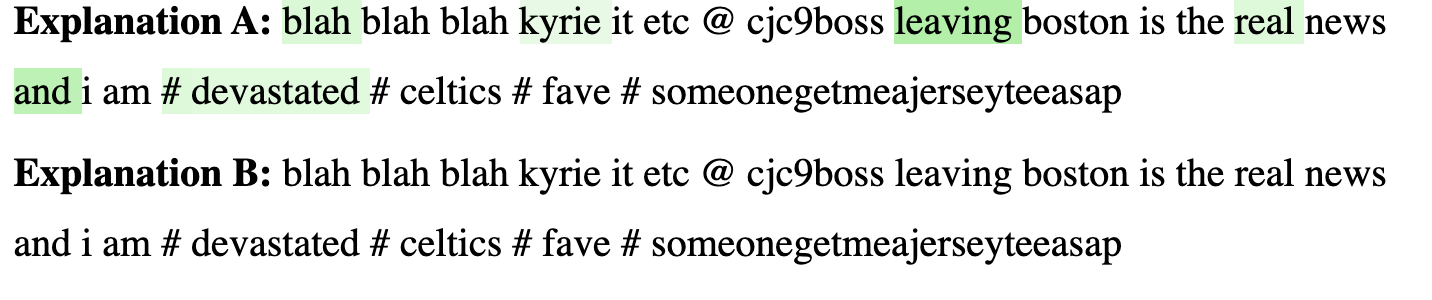 Explanation A: blah blah blah kyrie it etc @ cjc9boss leaving boston is the real news
and i am # devastated # celtics # fave # someonegetmeajerseyteeasap
Explanation B: blah blah blah kyrie it etc @ cjc9boss leaving boston is the real news
and i am # devastated # celtics # fave # someonegetmeajerseyteeasap